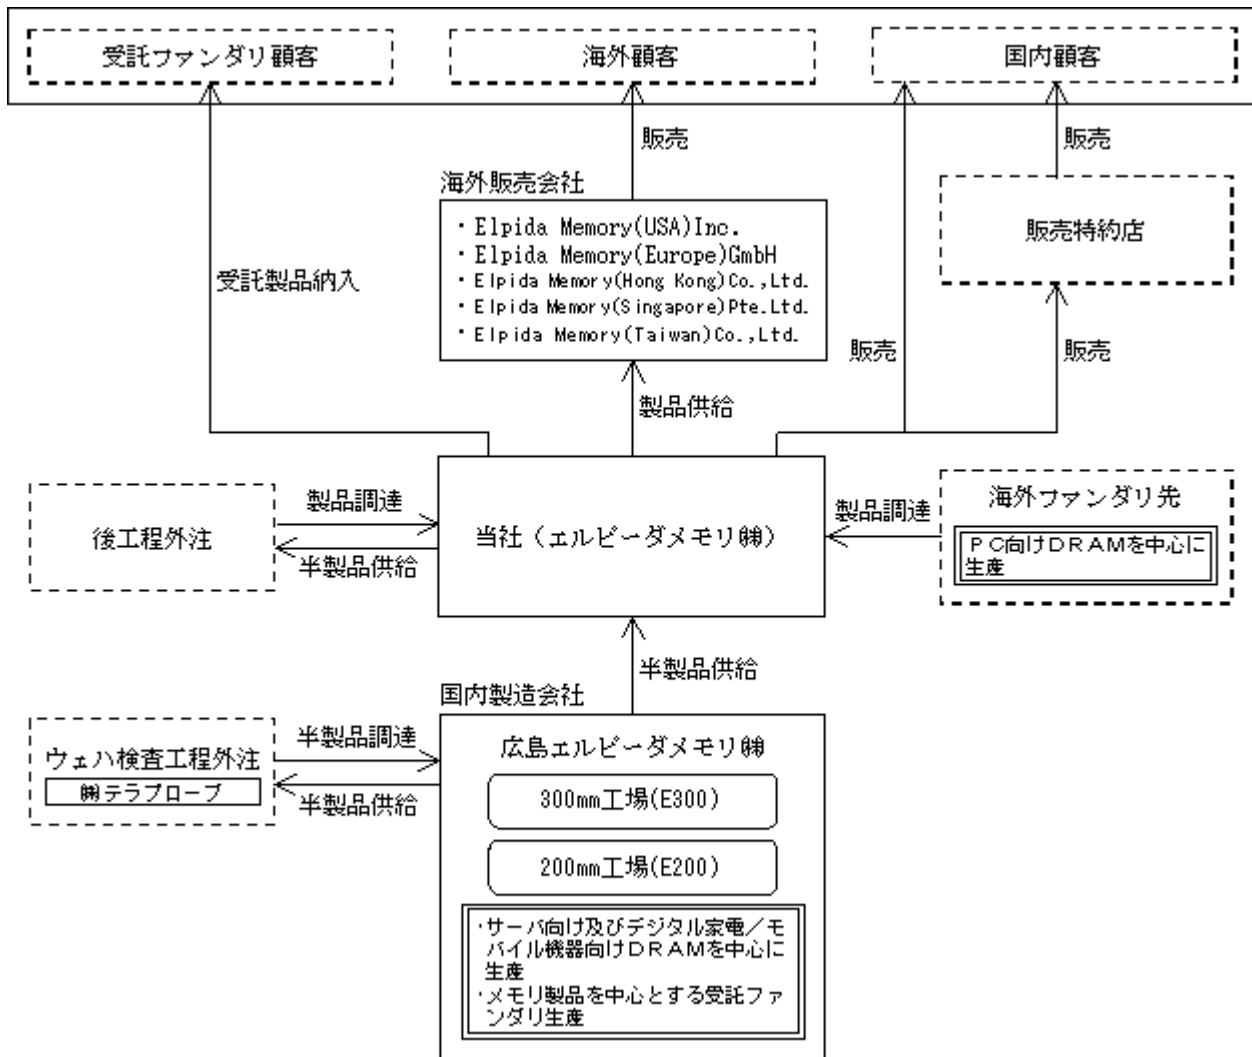 受託ファンダリ顧客
海外顧客
国内顧客
販売
販売
海外販売会社
・Elpida Memory(USA)Inc.
・Elpida Memory(Europe)GmbH
・Elpida Memory(Hong Kong)Co.,Ltd.
・Elpida Memory(Singapore)Pte.Ltd.
・Elpida Memory(Taiwan)Co.,Ltd.
販売特約店
受託製品納入
販売
販売
製品供給
後工程外注
製品調達
半製品供給
当社（エルピーダメモリ㈱）
製品調達
海外ファンダリ先
ＰＣ向けＤＲＡＭを中心に
生産
半製品供給
国内製造会社
ウェハ検査工程外注
㈱テラプローブ
半製品調達
半製品供給
広島エルピーダメモリ㈱
300mm工場(E300)
200mm工場(E200)
・サーバ向け及びデジタル家電／モ
バイル機器向けＤＲＡＭを中心に
生産
・メモリ製品を中心とする受託ファ
ンダリ生産